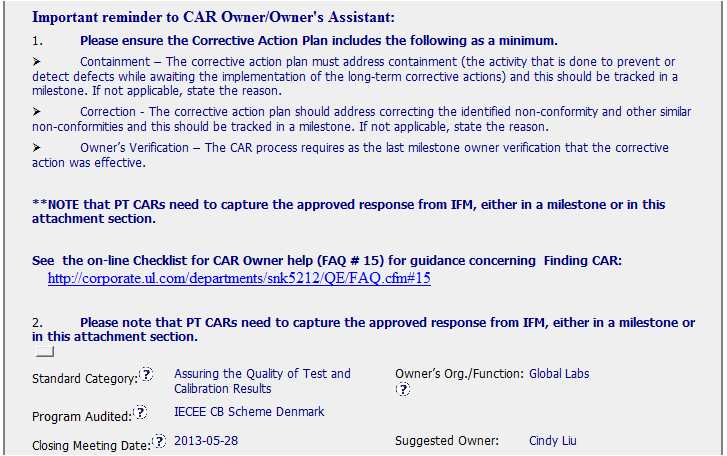 Important reminder to CAR Owner/Owner's Assistant:
1. Please ensure the Corrective Action Plan includes the following as a minimum.
➢ Containment – The corrective action plan must address containment (the activity that is done to prevent or
detect defects while awaiting the implementation of the long-term corrective actions) and this should be tracked in a
milestone. If not applicable, state the reason.
➢ Correction - The corrective action plan should address correcting the identified non-conformity and other similar
non-conformities and this should be tracked in a milestone. If not applicable, state the reason.
➢ Owner's Verification – The CAR process requires as the last milestone owner verification that the corrective
action was effective.
**NOTE that PT CARs need to capture the approved response from IFM, either in a milestone or in this
attachment section.
See the on-line Checklist for CAR Owner help (FAQ # 15) for guidance concerning Finding CAR:
http://corporate.ul.com/departments/snk5212/QE/FAQ.cfm#15
2. Please note that PT CARs need to capture the approved response from IFM, either in a milestone or
in this attachment section.
Standard Category: ? Assuring the Quality of Test and Owner's Org./Function: Global Labs
Calibration Results ?
Program Audited: ? IECEE CB Scheme Denmark
Closing Meeting Date: ? 2013-05-28 Suggested Owner: Cindy Liu